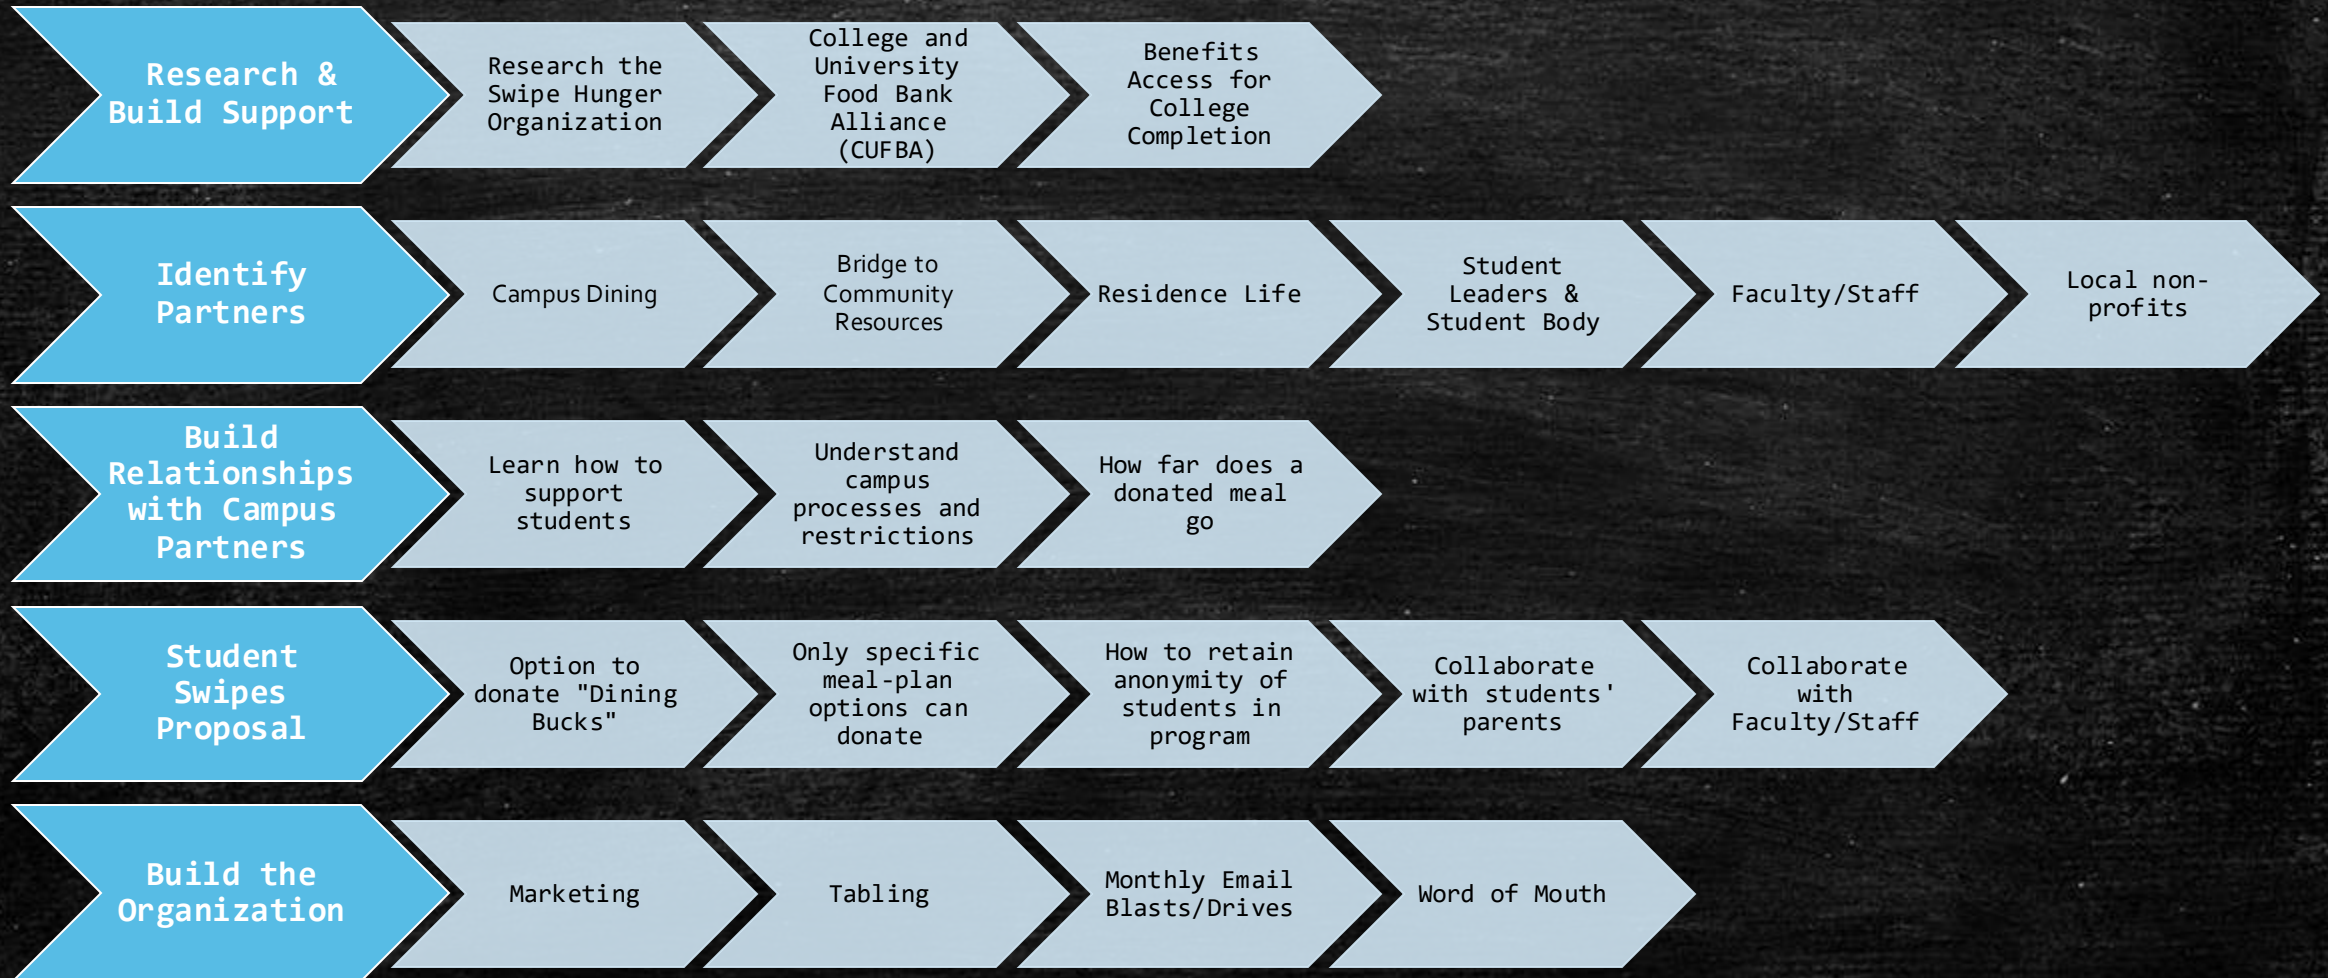 Research &
Build Support
Research the
Swipe Hunger
Organization
College and
University
Food Bank
Alliance
(CUFBA)
Benefits
Access for
College
Completion
Identify
Partners
Campus Dining
Bridge to
Community
Resources
Residence Life
Student
Leaders &
Student Body
Faculty/Staff
Local non-
profits
Build
Relationships
with Campus
Partners
Learn how to
support
students
Understand
campus
processes and
restrictions
How far does a
donated meal
go
Student
Swipes
Proposal
Option to
donate "Dining
Bucks"
Only specific
meal-plan
options can
donate
How to retain
anonymity of
students in
program
Collaborate
with students'
parents
Collaborate
with
Faculty/Staff
Build the
Organization
Marketing
Tabling
Monthly Email
Blasts/Drives
Word of Mouth